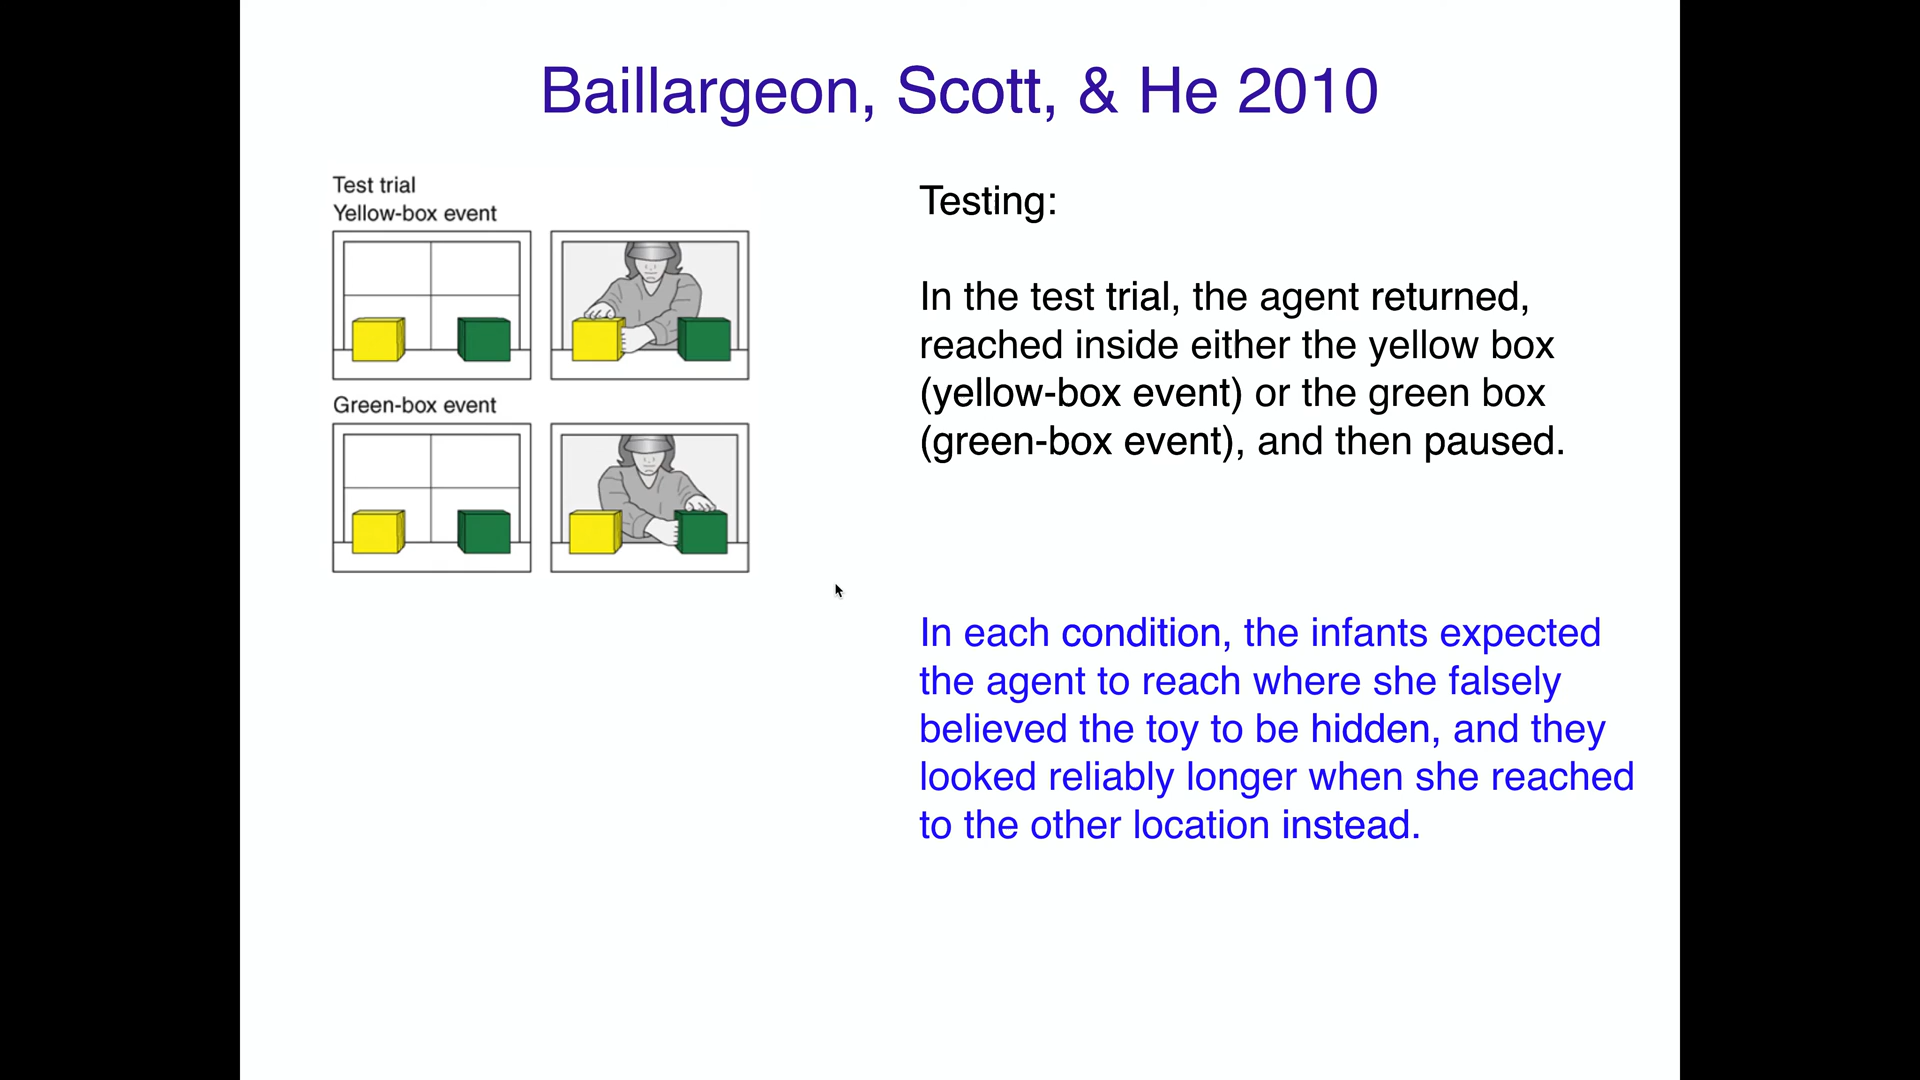 Baillargeon, Scott, & He 2010
Test trial
Yellow-box event
Green-box event
Testing:
In the test trial, the agent returned,
reached inside either the yellow box
(yellow-box event) or the green box
(green-box event), and then paused.
In each condition, the infants expected
the agent to reach where she falsely
believed the toy to be hidden, and they
looked reliably longer when she reached
to the other location instead.